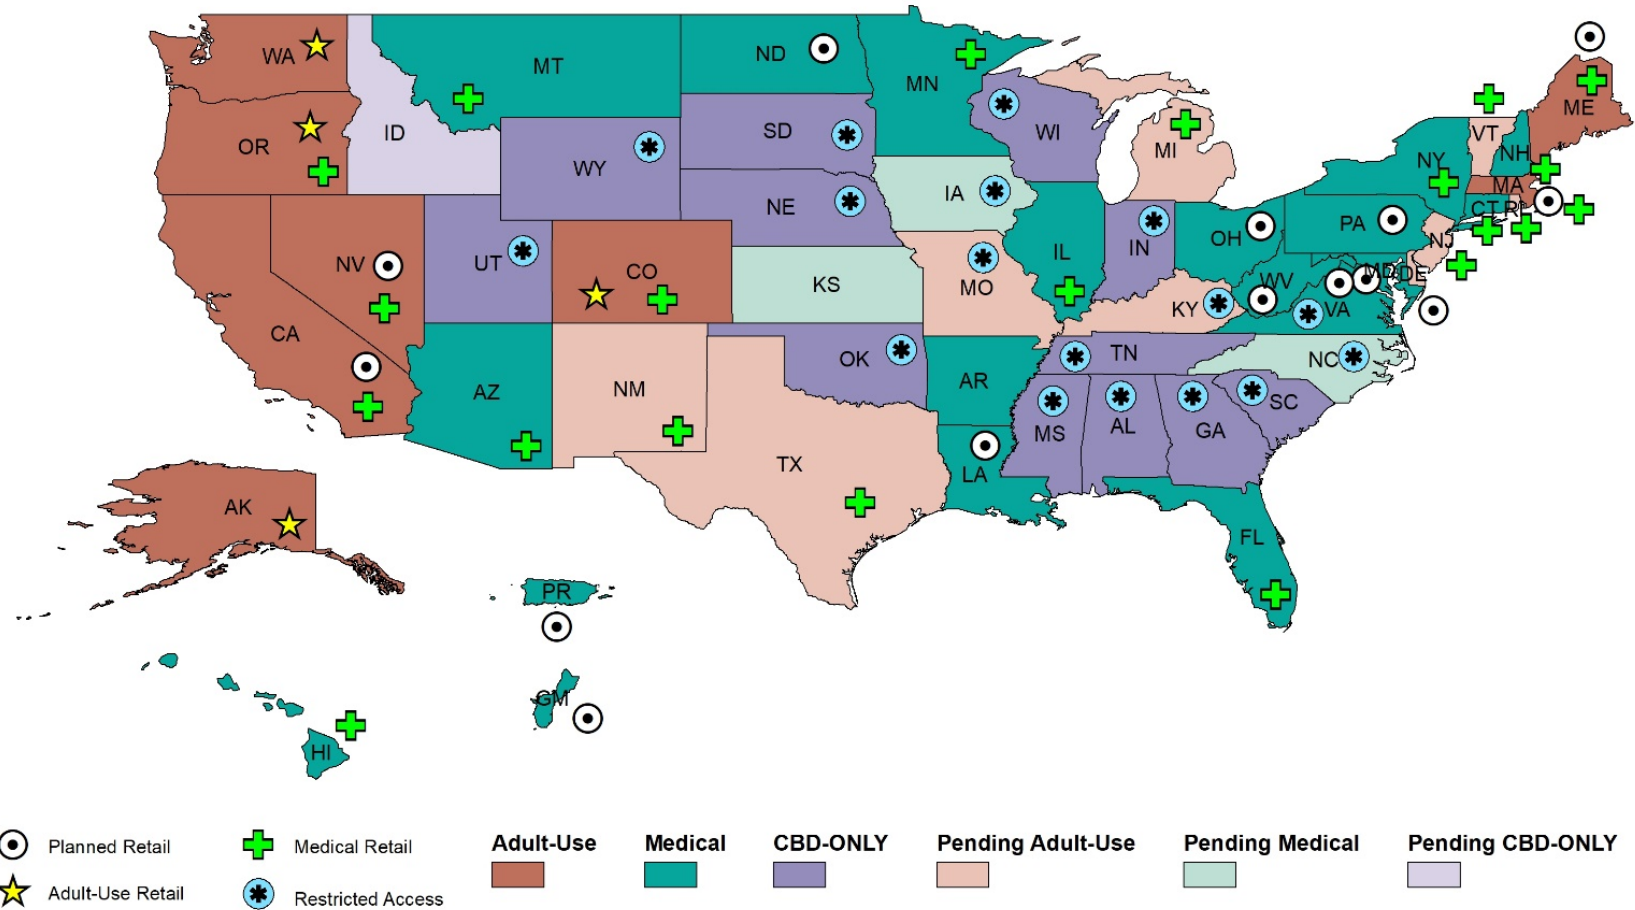 WA
MT
ND
MN
ME
OR
ID
SD
WI
VT
WY
MI
NH
NY
IA
MA
NE
CT RI
PA
OH
IL
IN
NJ
UT
NV
CO
KS
MO
MD DE
WV
KY
VA
CA
OK
TN
NC
AZ
NM
AR
SC
MS
AL
GA
TX
LA
AK
FL
PR
GM
HI
Planned Retail
Medical Retail
Adult-Use
Medical
CBD-ONLY
Pending Adult-Use
Pending Medical
Pending CBD-ONLY
Adult-Use Retail
Restricted Access